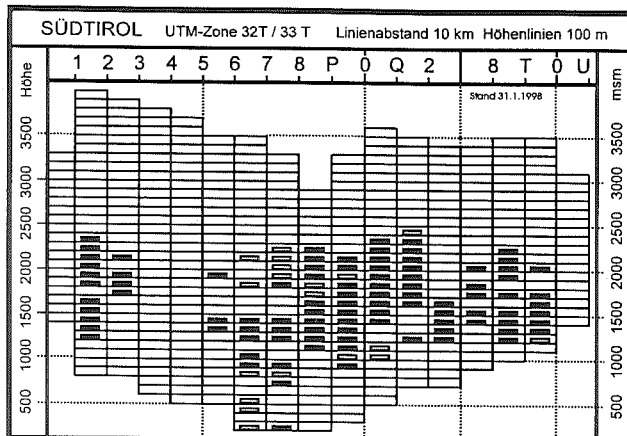 SÜDTIROL UTM-Zone 32T / 33 T Linienabstand 10 km Höhenlinien 100 m
1 2 3 4 5 6 7 8 P 0 Q 2 8 T 0 U
Höhe
msm
Stand 31.1.1998
3500 3500
3000 3000
2500 2500
2000 2000
1500 1500
1000 1000
500 500